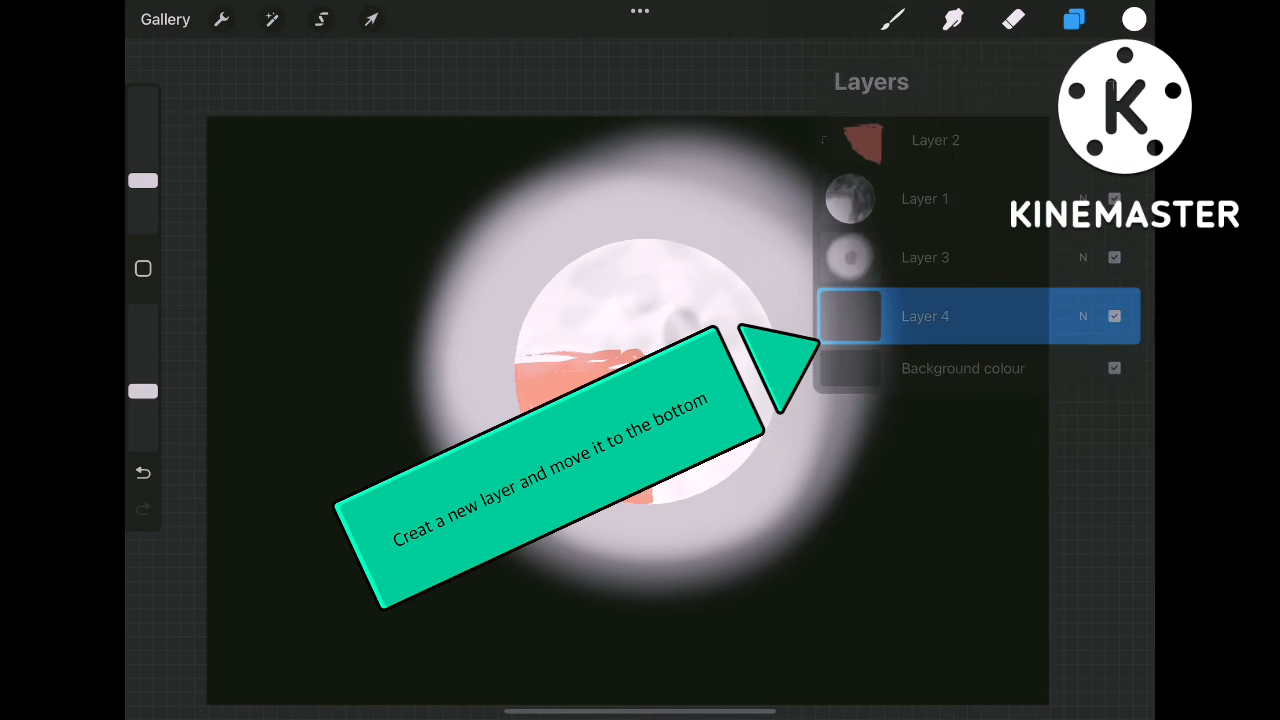 Gallery
Layers
Layer 2
Layer 1
N
Layer 3
N
Layer 4
N
Background colour
Creat a new layer and move it to the bottom
K
KINEMASTER